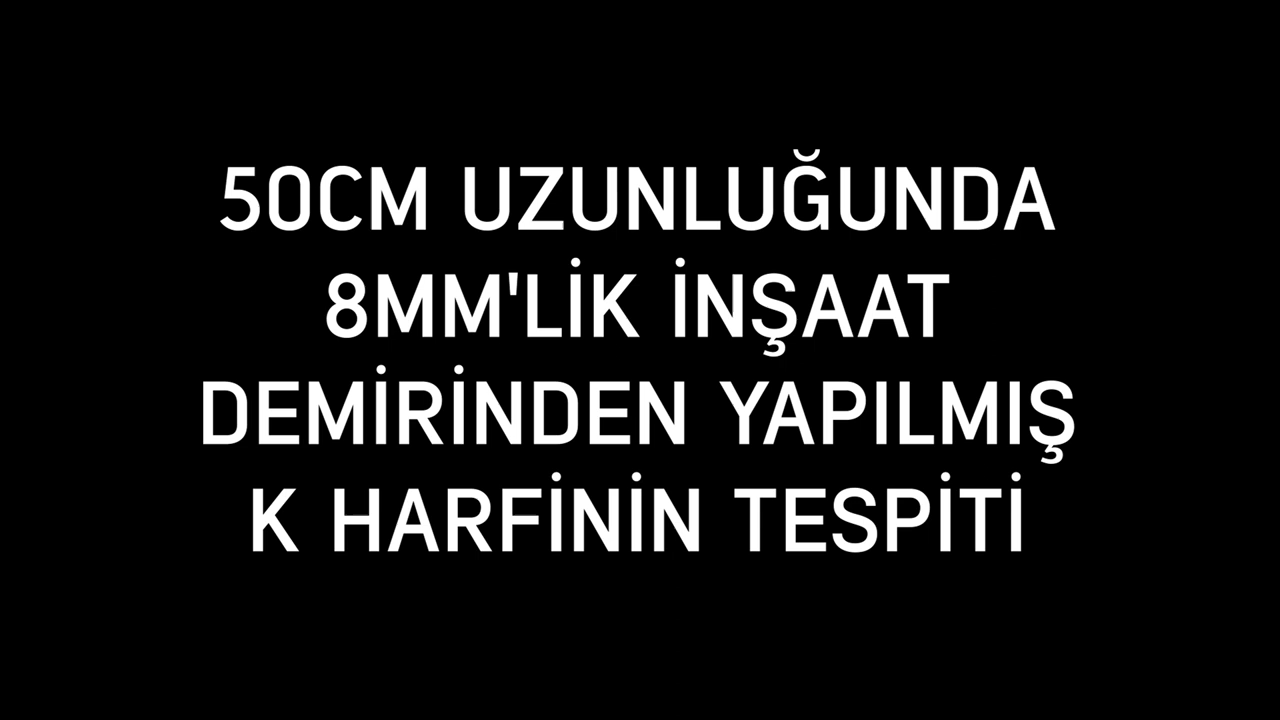 50CM UZUNLUĞUNDA
8MM'LİK İNŞAAT
DEMİRİNDEN YAPILMIŞ
K HARFİNİN TESPİTİ